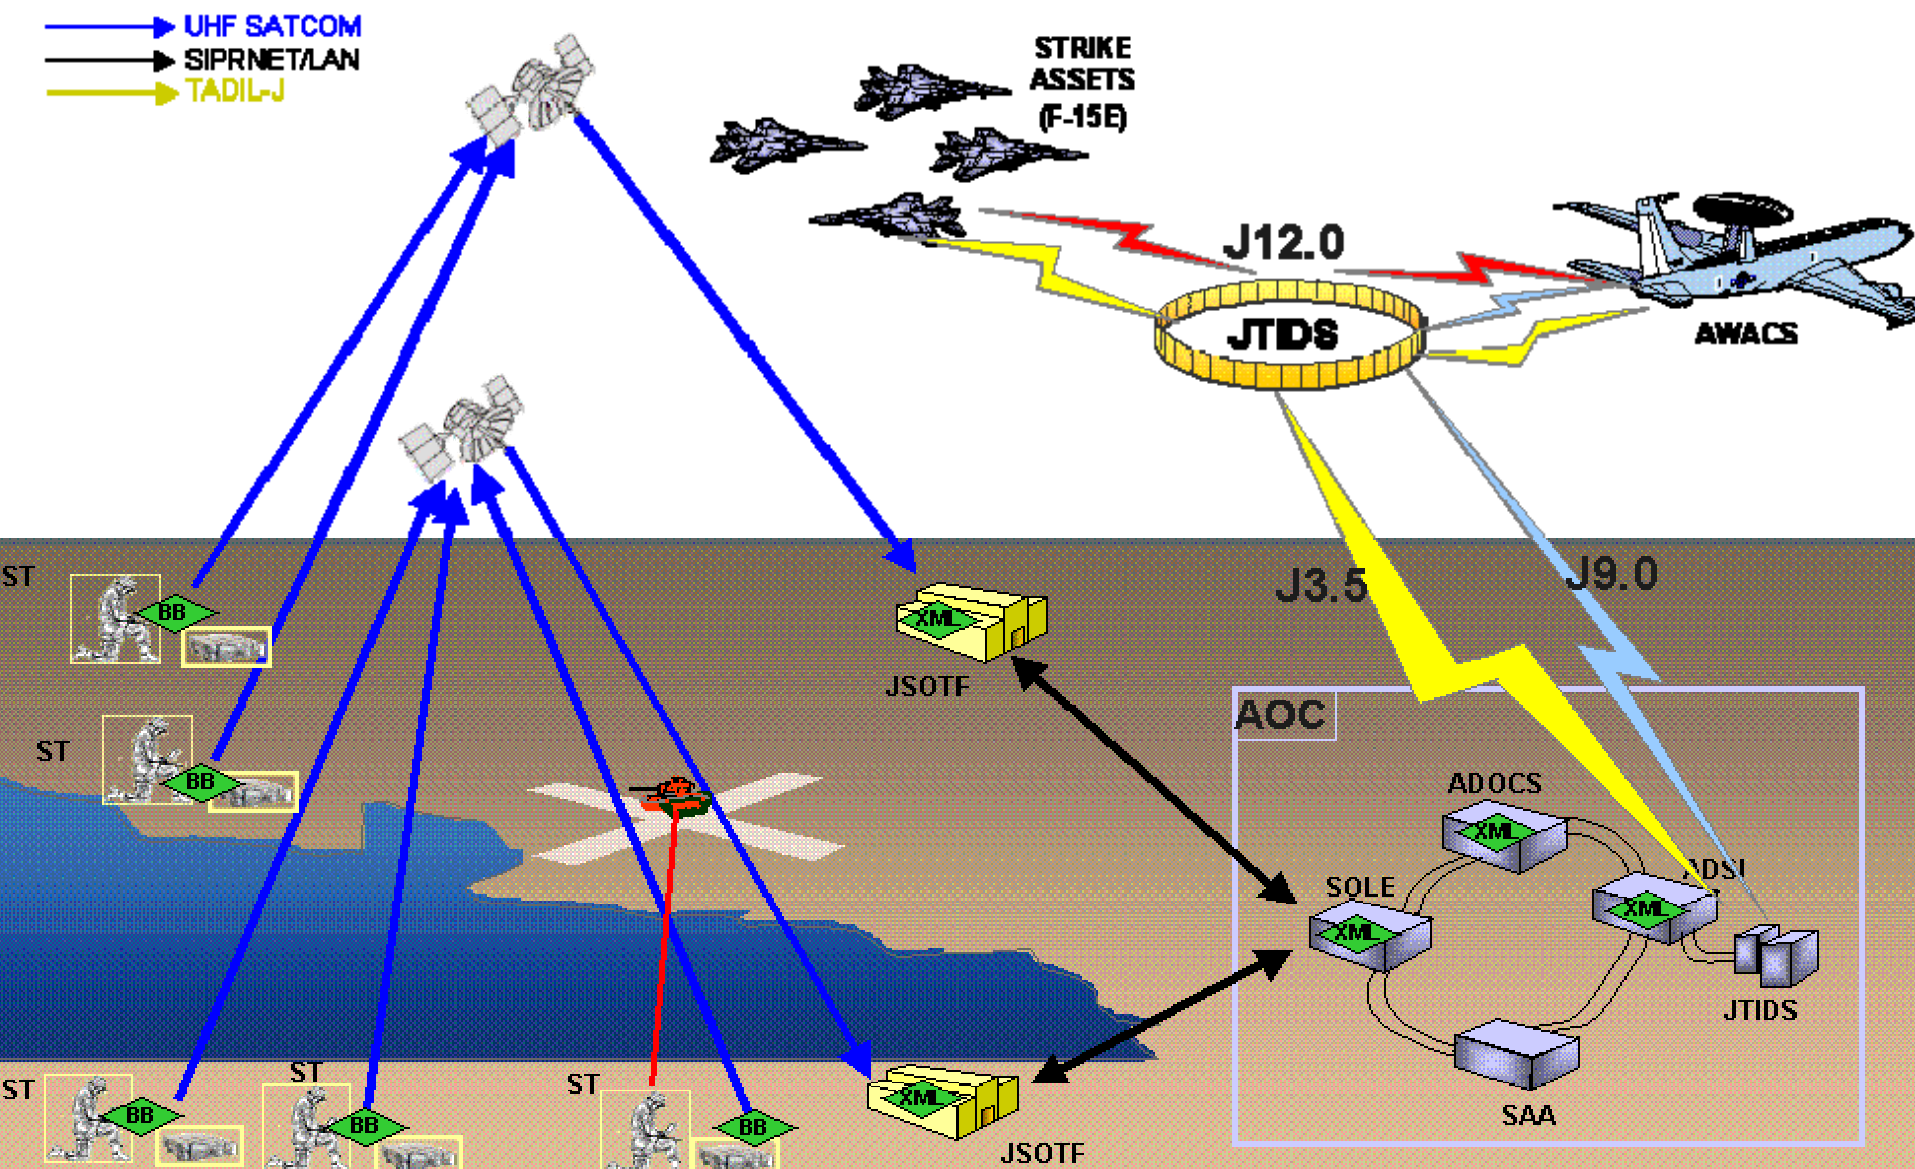 UHF SATCOM
SIPRNET/LAN
TADIL-J
STRIKE
ASSETS
(F-15E)
J12.0
JTIDS
AWACS
J3.5
J9.0
ST
BB
XML
JSOTF
ST
BB
AOC
ADOCS
XML
ADSI
XML
SOLE
XML
JTIDS
SAA
ST
BB
ST
BB
ST
BB
XML
JSOTF